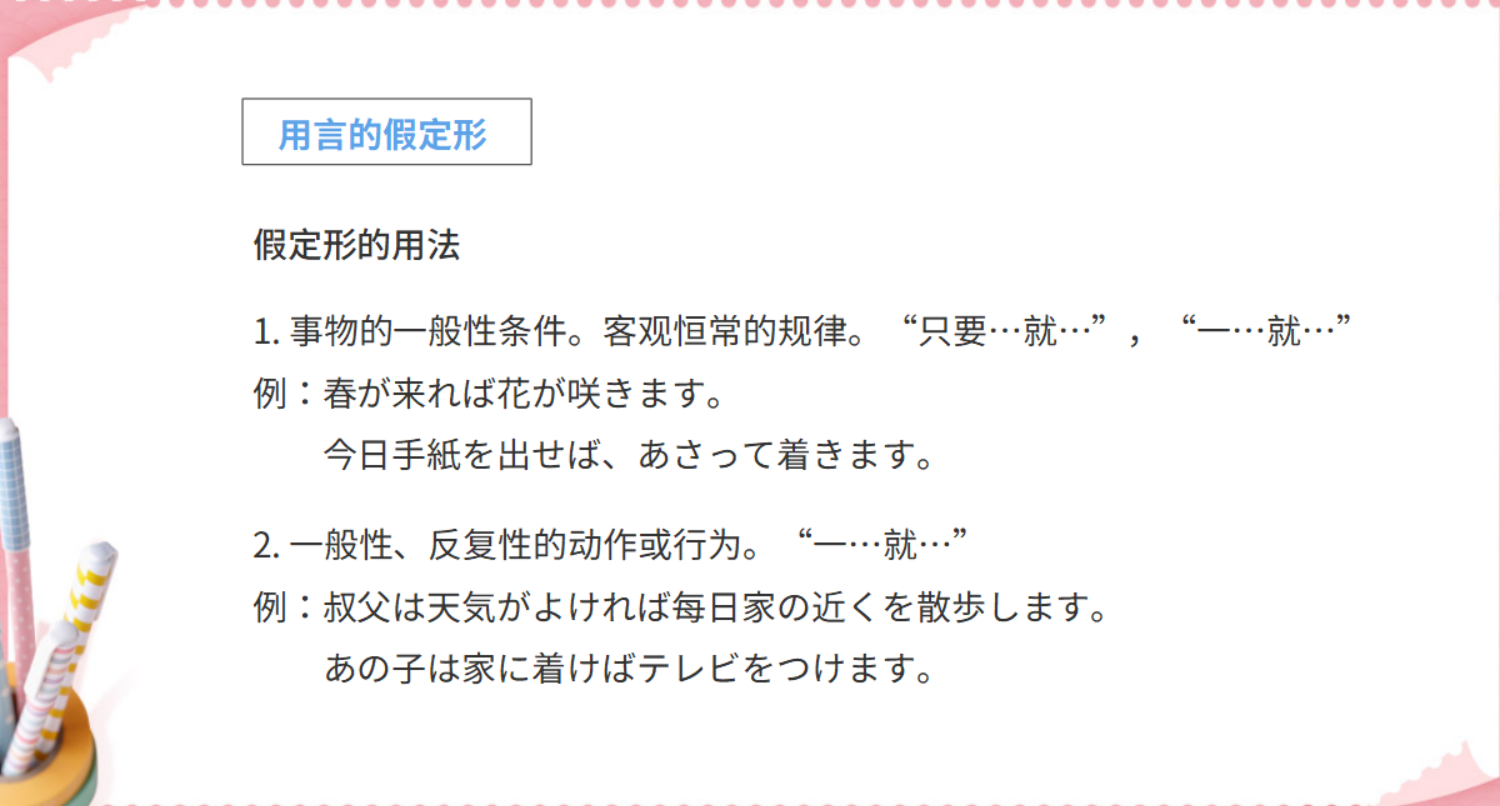 用言的假定形
假定形的用法
1. 事物的一般性条件。客观恒常的规律。“只要…就…”，“一…就…”
例：春が来れば花が咲きます。
今日手紙を出せば、あさって着きます。
2. 一般性、反复性的动作或行为。“一…就…”
例：叔父は天気がよければ毎日家の近くを散歩します。
あの子は家に着けばテレビをつけます。